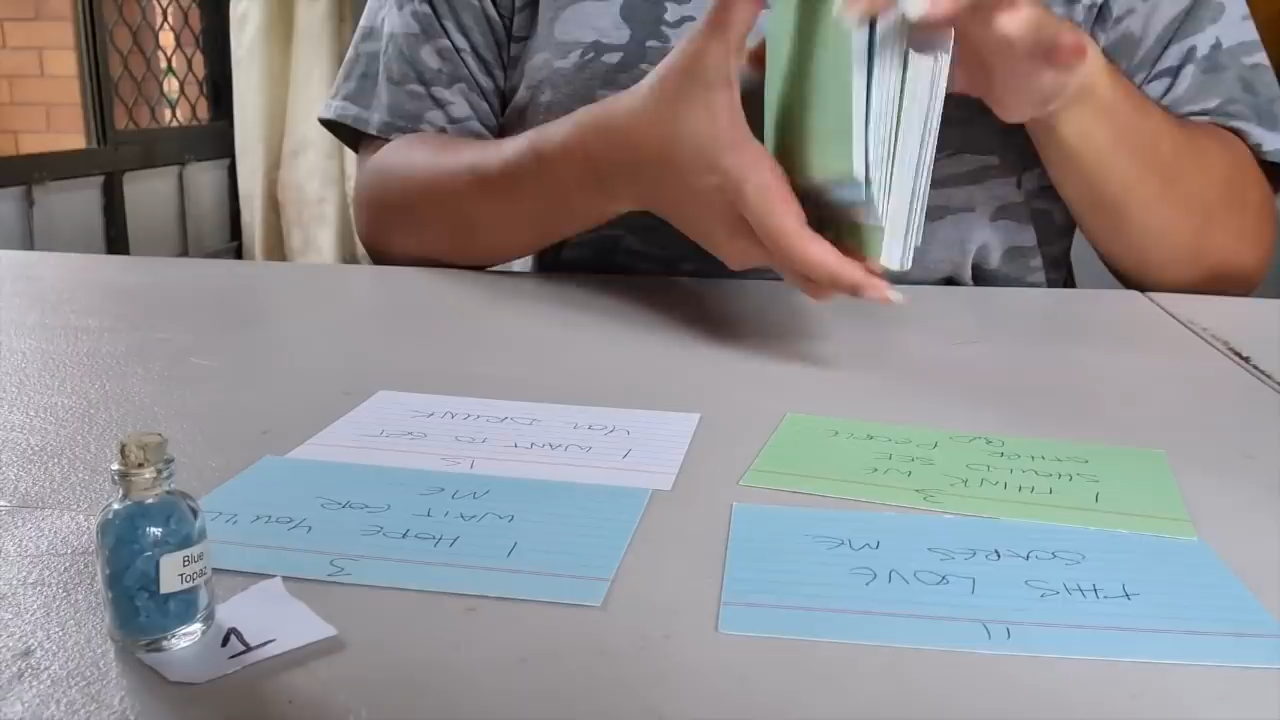 15
I WANT TO GET
YOU DRUNK
3
I HOPE YOU'LL
WAIT FOR
ME
3
I THINK WE
SHOULD SEE
OTHER
PEOPLE
11
THIS LOVE
SCARES ME
Blue
Topaz
1